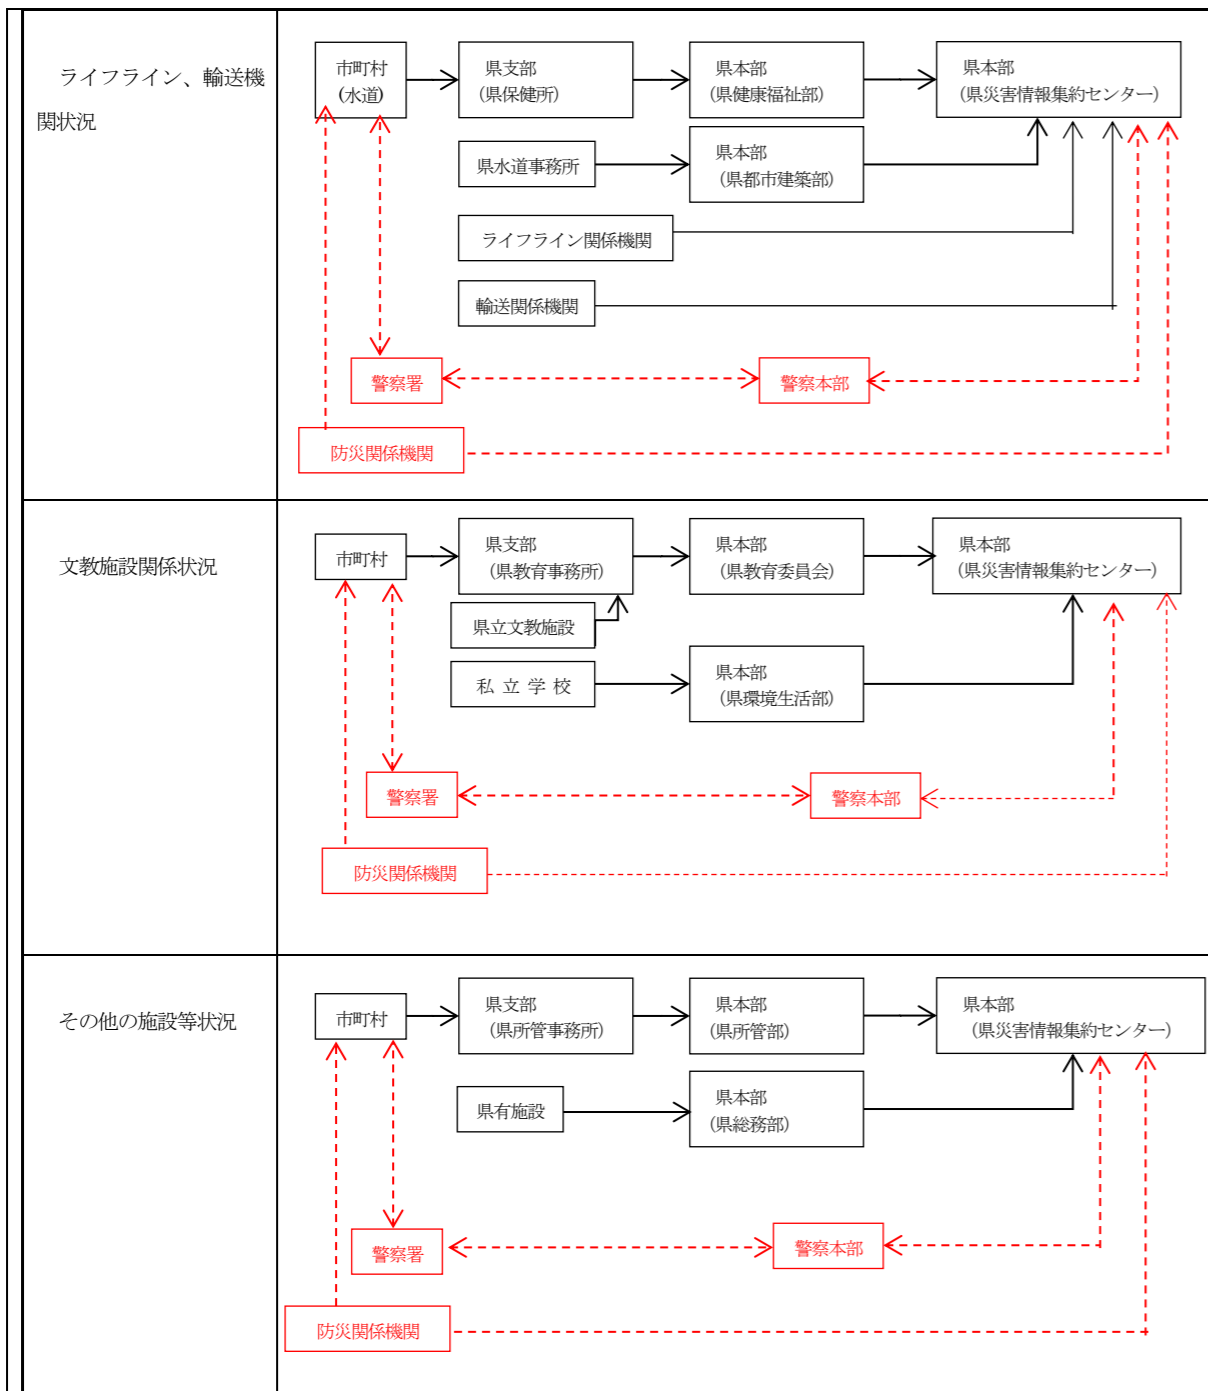 ライフライン、輸送機
関状況
市町村
(水道)
県支部
（県保健所）
県本部
（県健康福祉部）
県本部
（県災害情報集約センター）
県水道事務所
県本部
（県都市建築部）
ライフライン関係機関
輸送関係機関
警察署
警察本部
防災関係機関
文教施設関係状況
市町村
県支部
（県教育事務所）
県本部
（県教育委員会）
県本部
（県災害情報集約センター）
県立文教施設
私 立 学 校
県本部
（県環境生活部）
警察署
警察本部
防災関係機関
その他の施設等状況
市町村
県支部
（県所管事務所）
県本部
（県所管部）
県本部
（県災害情報集約センター）
県有施設
県本部
（県総務部）
警察署
警察本部
防災関係機関